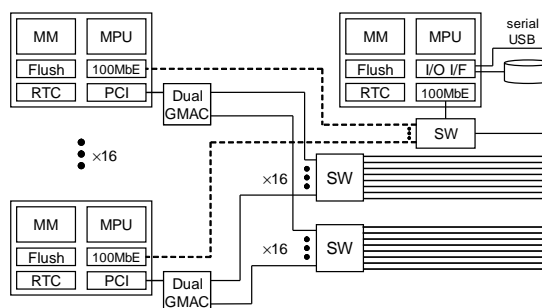 MM MPU
Flush 100MbE
RTC PCI
Dual
GMAC
×16
MM MPU
Flush I/O I/F
RTC 100MbE
serial
USB
SW
×16
SW
×16
SW
MM MPU
Flush 100MbE
RTC PCI
Dual
GMAC